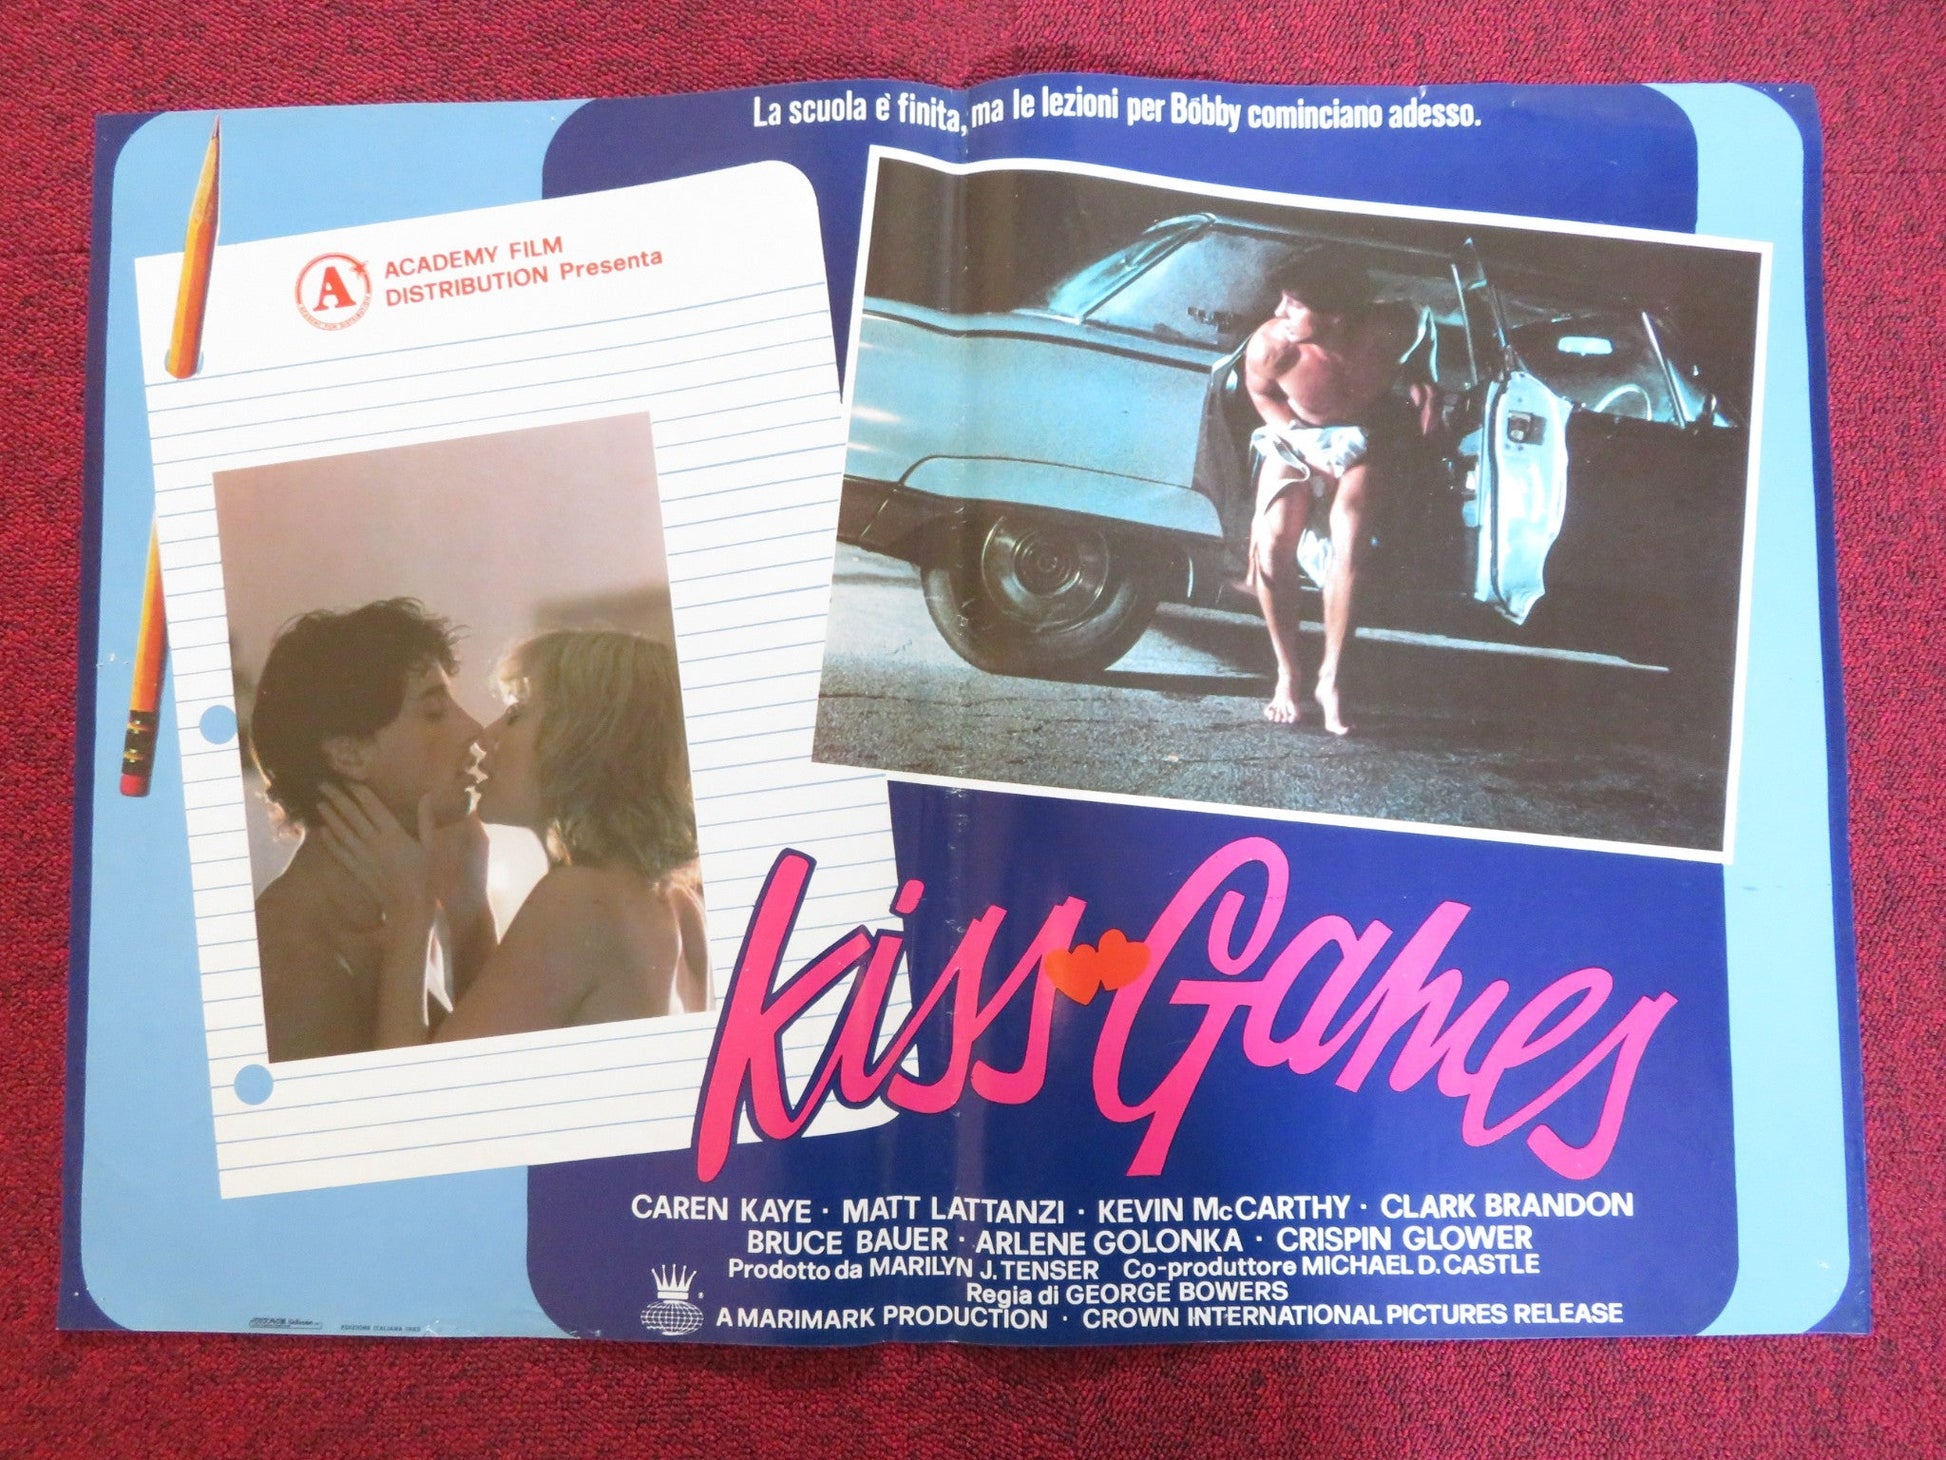 La scuola è finita, ma le lezioni per Bobby cominciano adesso.
A
ACADEMY FILM
DISTRIBUTION Presenta
Kiss Games
CAREN KAYE · MATT LATTANZI · KEVIN McCARTHY · CLARK BRANDON
BRUCE BAUER · ARLENE GOLONKA · CRISPIN GLOWER
Prodotto da MARILYN J. TENSER Co-produttore MICHAEL D. CASTLE
Regia di GEORGE BOWERS
A MARIMARK PRODUCTION · CROWN INTERNATIONAL PICTURES RELEASE